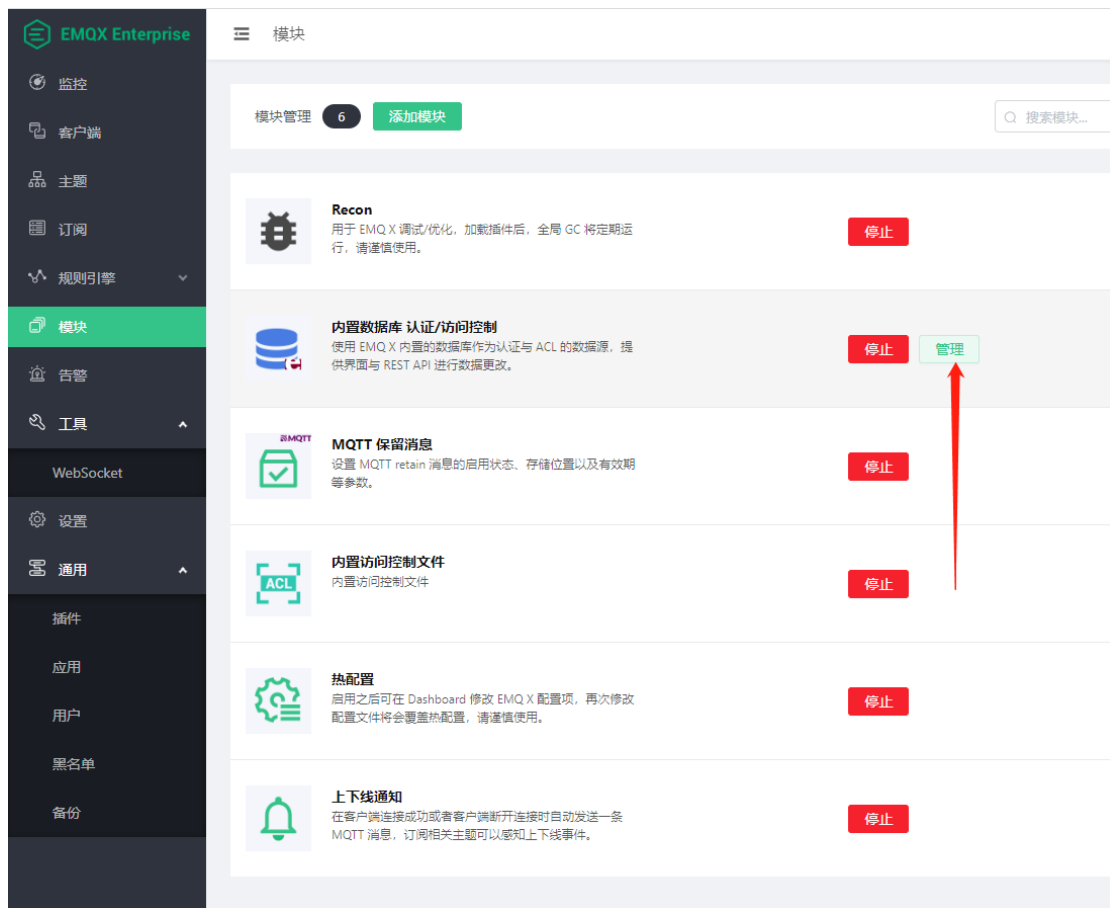 EMQX Enterprise
模块
监控
客户端
主题
订阅
规则引擎
模块
告警
工具
WebSocket
设置
通用
插件
应用
用户
黑名单
备份
模块管理 6 添加模块
搜索模块...
Recon
用于 EMQ X 调试/优化，加载插件后，全局 GC 将定期运
行，请谨慎使用。
停止
内置数据库 认证/访问控制
使用 EMQ X 内置的数据库作为认证与 ACL 的数据源，提
供界面与 REST API 进行数据更改。
停止 管理
MQTT
MQTT 保留消息
设置 MQTT retain 消息的启用状态、存储位置以及有效期
等参数。
停止
ACL
内置访问控制文件
内置访问控制文件
停止
热配置
启用之后可在 Dashboard 修改 EMQ X 配置项，再次修改
配置文件将会覆盖热配置，请谨慎使用。
停止
上下线通知
在客户端连接成功或者客户端断开连接时自动发送一条
MQTT 消息，订阅相关主题可以感知上下线事件。
停止